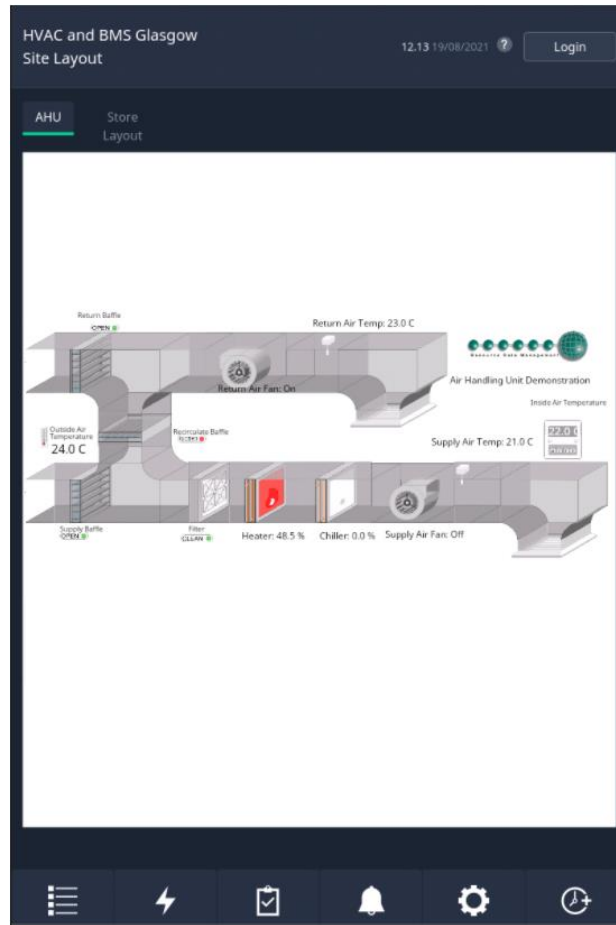 HVAC and BMS Glasgow
Site Layout
12.13 19/08/2021 ?
Login
AHU
Store
Layout
Return Baffle
OPEN
Return Air Temp: 23.0 C
Resource Data Management
Return Air Fan: On
Air Handling Unit Demonstration
Inside Air Temperature
Outside Air
Temperature
24.0 C
Recirculate Baffle
22.0 C
Supply Air Temp: 21.0 C
Supply Baffle
OPEN
Filter
CLEAN
Heater: 48.5 %
Chiller: 0.0 %
Supply Air Fan: Off